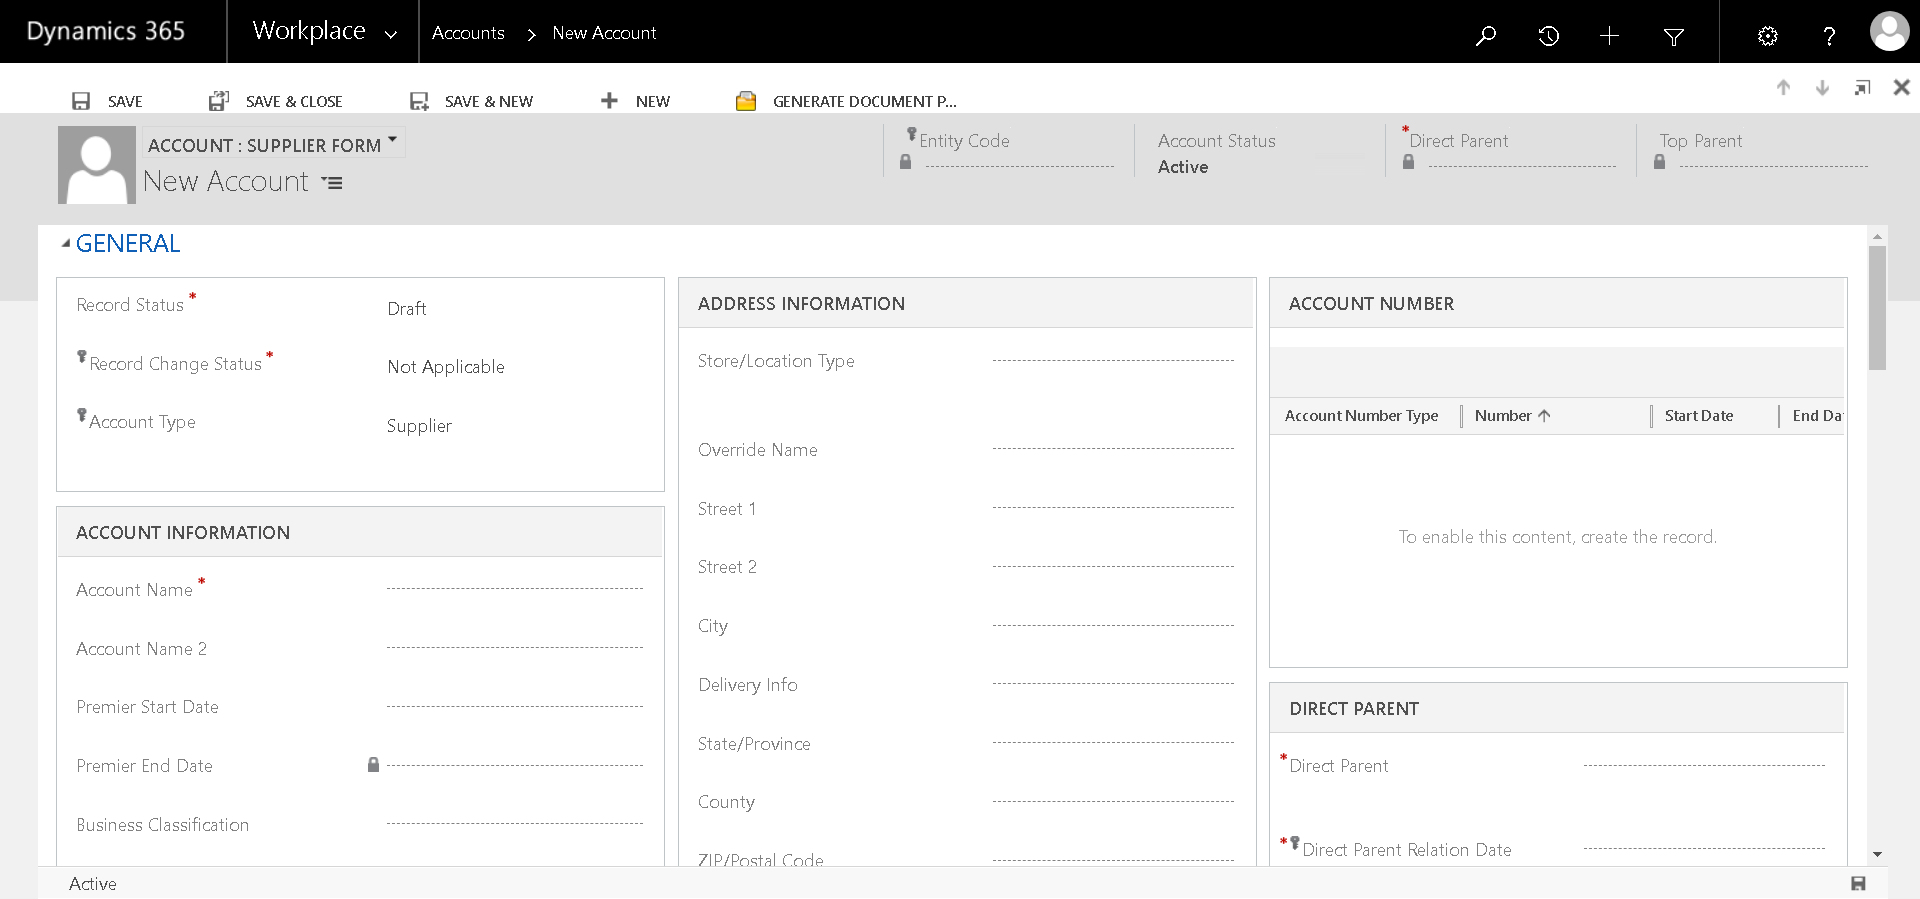 Dynamics 365
Workplace
Accounts
New Account
?
SAVE
SAVE & CLOSE
SAVE & NEW
NEW
GENERATE DOCUMENT P...
ACCOUNT : SUPPLIER FORM
New Account
Entity Code
Account Status
Active
*Direct Parent
Top Parent
GENERAL
Record Status *
Draft
Record Change Status *
Not Applicable
Account Type
Supplier
ACCOUNT INFORMATION
Account Name *
Account Name 2
Premier Start Date
Premier End Date
Business Classification
ADDRESS INFORMATION
Store/Location Type
Override Name
Street 1
Street 2
City
Delivery Info
State/Province
County
ZIP/Postal Code
ACCOUNT NUMBER
Account Number Type
Number
Start Date
End Da
To enable this content, create the record.
DIRECT PARENT
*Direct Parent
*Direct Parent Relation Date
Active